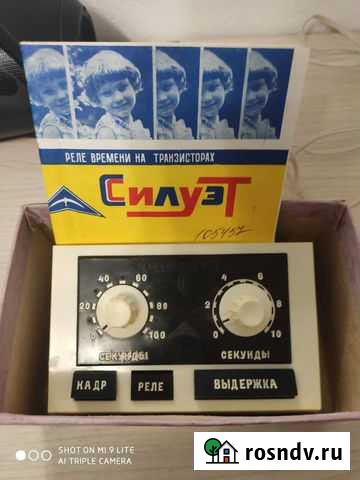 РЕЛЕ ВРЕМЕНИ НА ТРАНЗИСТОРАХ
Силуэт
105457
40 60
20 80
0 100
СЕКУНДЫ
4 6
2 8
0 10
СЕКУНДЫ
КАДР РЕЛЕ ВЫДЕРЖКА
SHOT ON MI 9 LITE
AI TRIPLE CAMERA
rosndv.ru